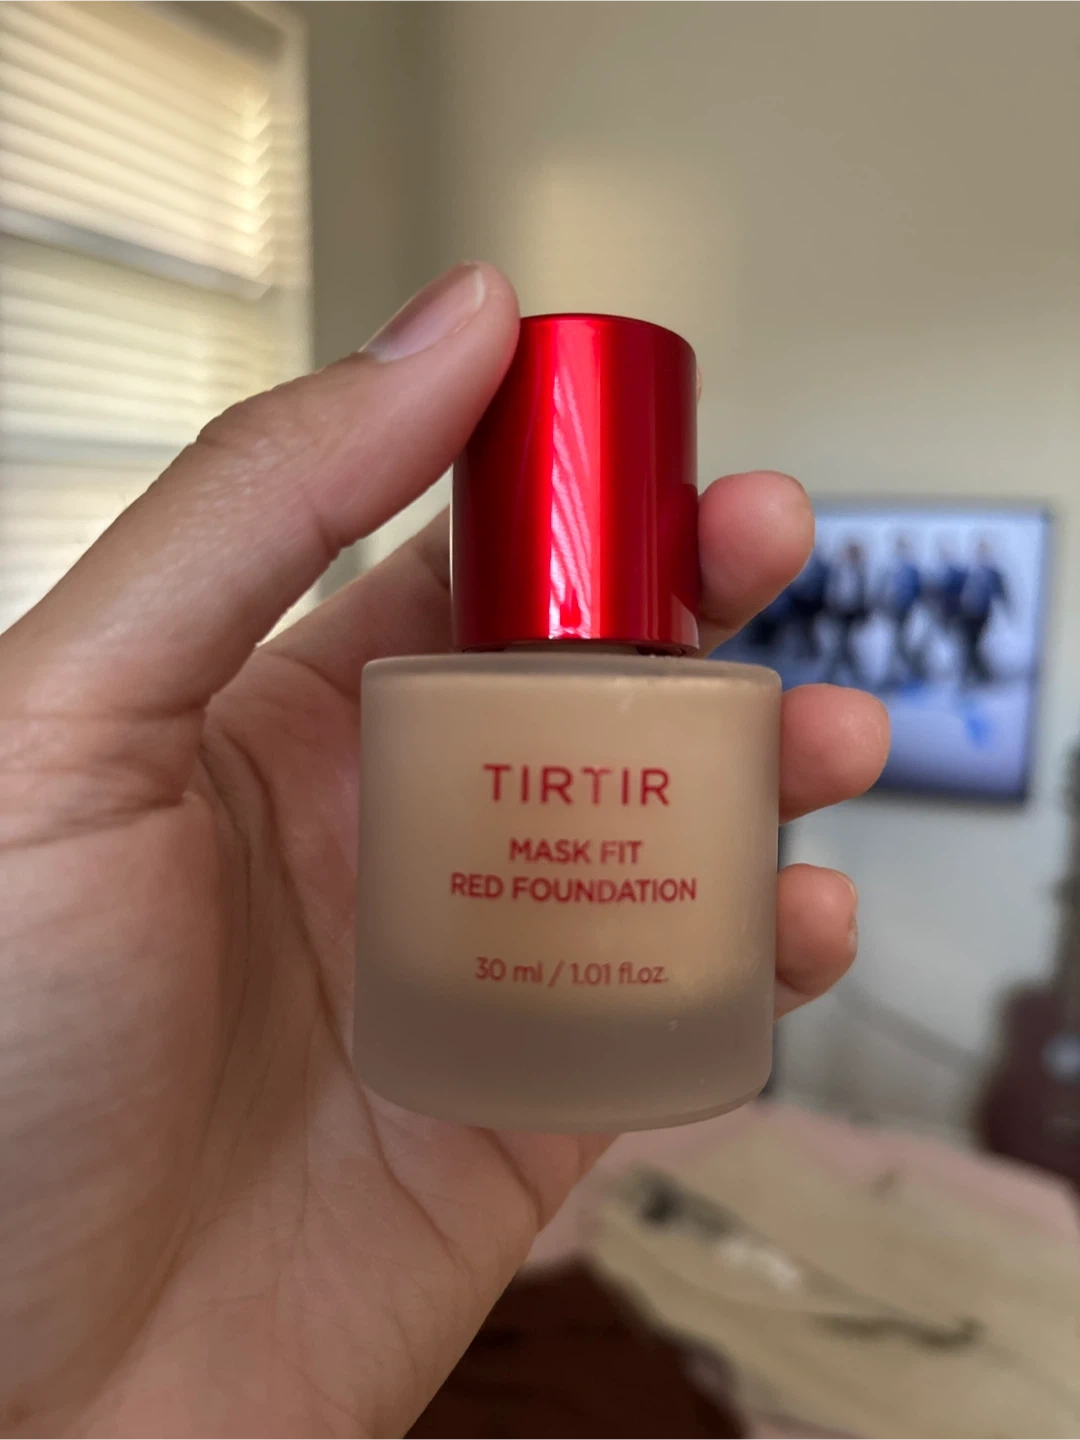 TIRTIR
MASK FIT
RED FOUNDATION
30 ml / 1.01 fl.oz.